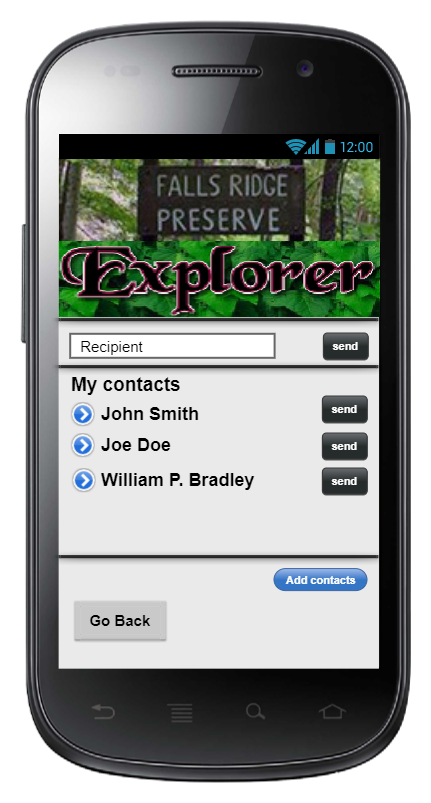 12:00
FALLS RIDGE
PRESERVE
Explorer
Recipient send
My contacts
John Smith send
Joe Doe send
William P. Bradley send
Add contacts
Go Back